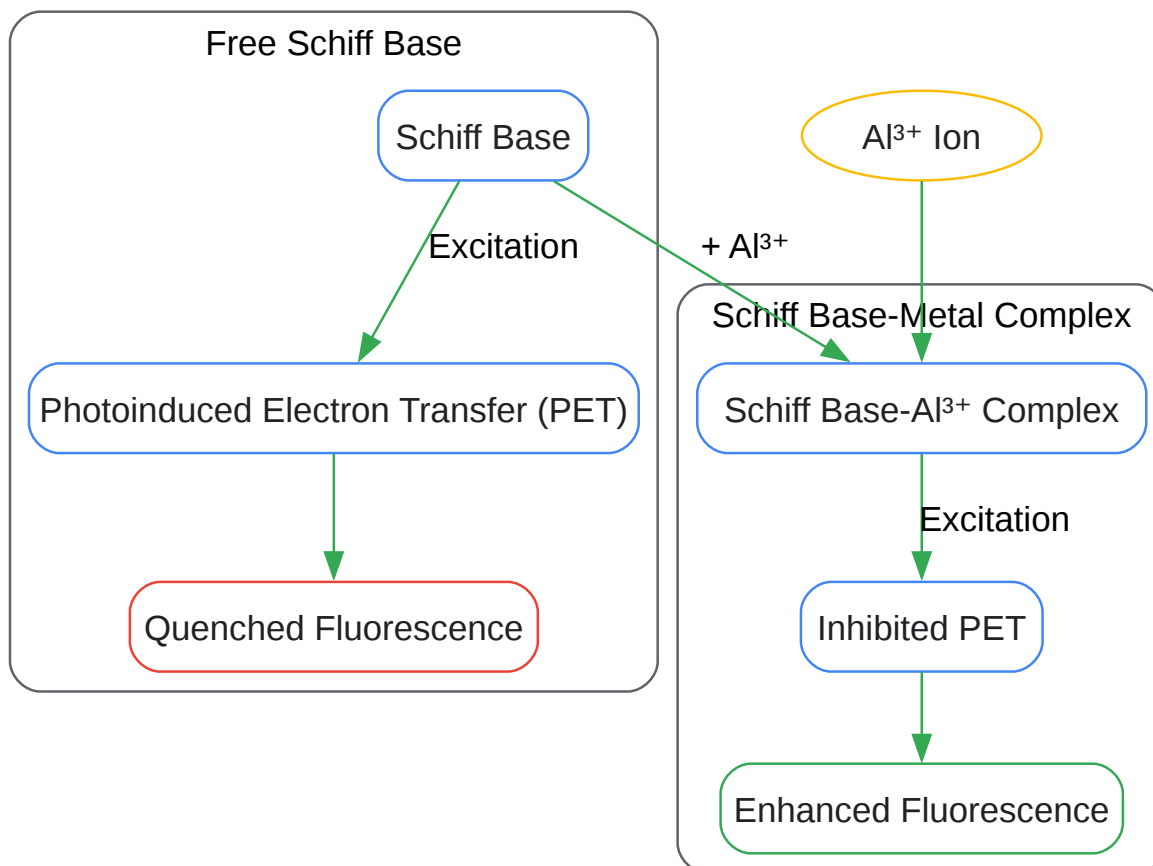 Free Schiff Base
Schiff Base
Al³⁺ Ion
Excitation
+ Al³⁺
Schiff Base-Metal Complex
Photoinduced Electron Transfer (PET)
Schiff Base-Al³⁺ Complex
Excitation
Quenched Fluorescence
Inhibited PET
Enhanced Fluorescence